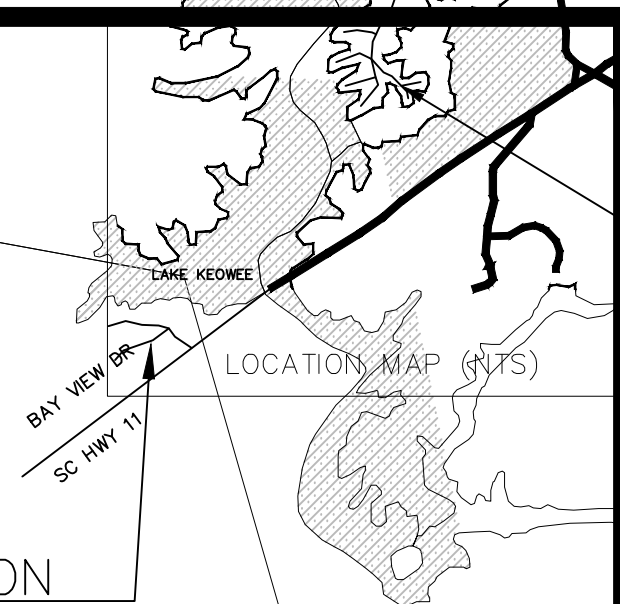 LAKE KEOWEE
LOCATION MAP (NTS)
BAY VIEW DR
SC HWY 11
ON